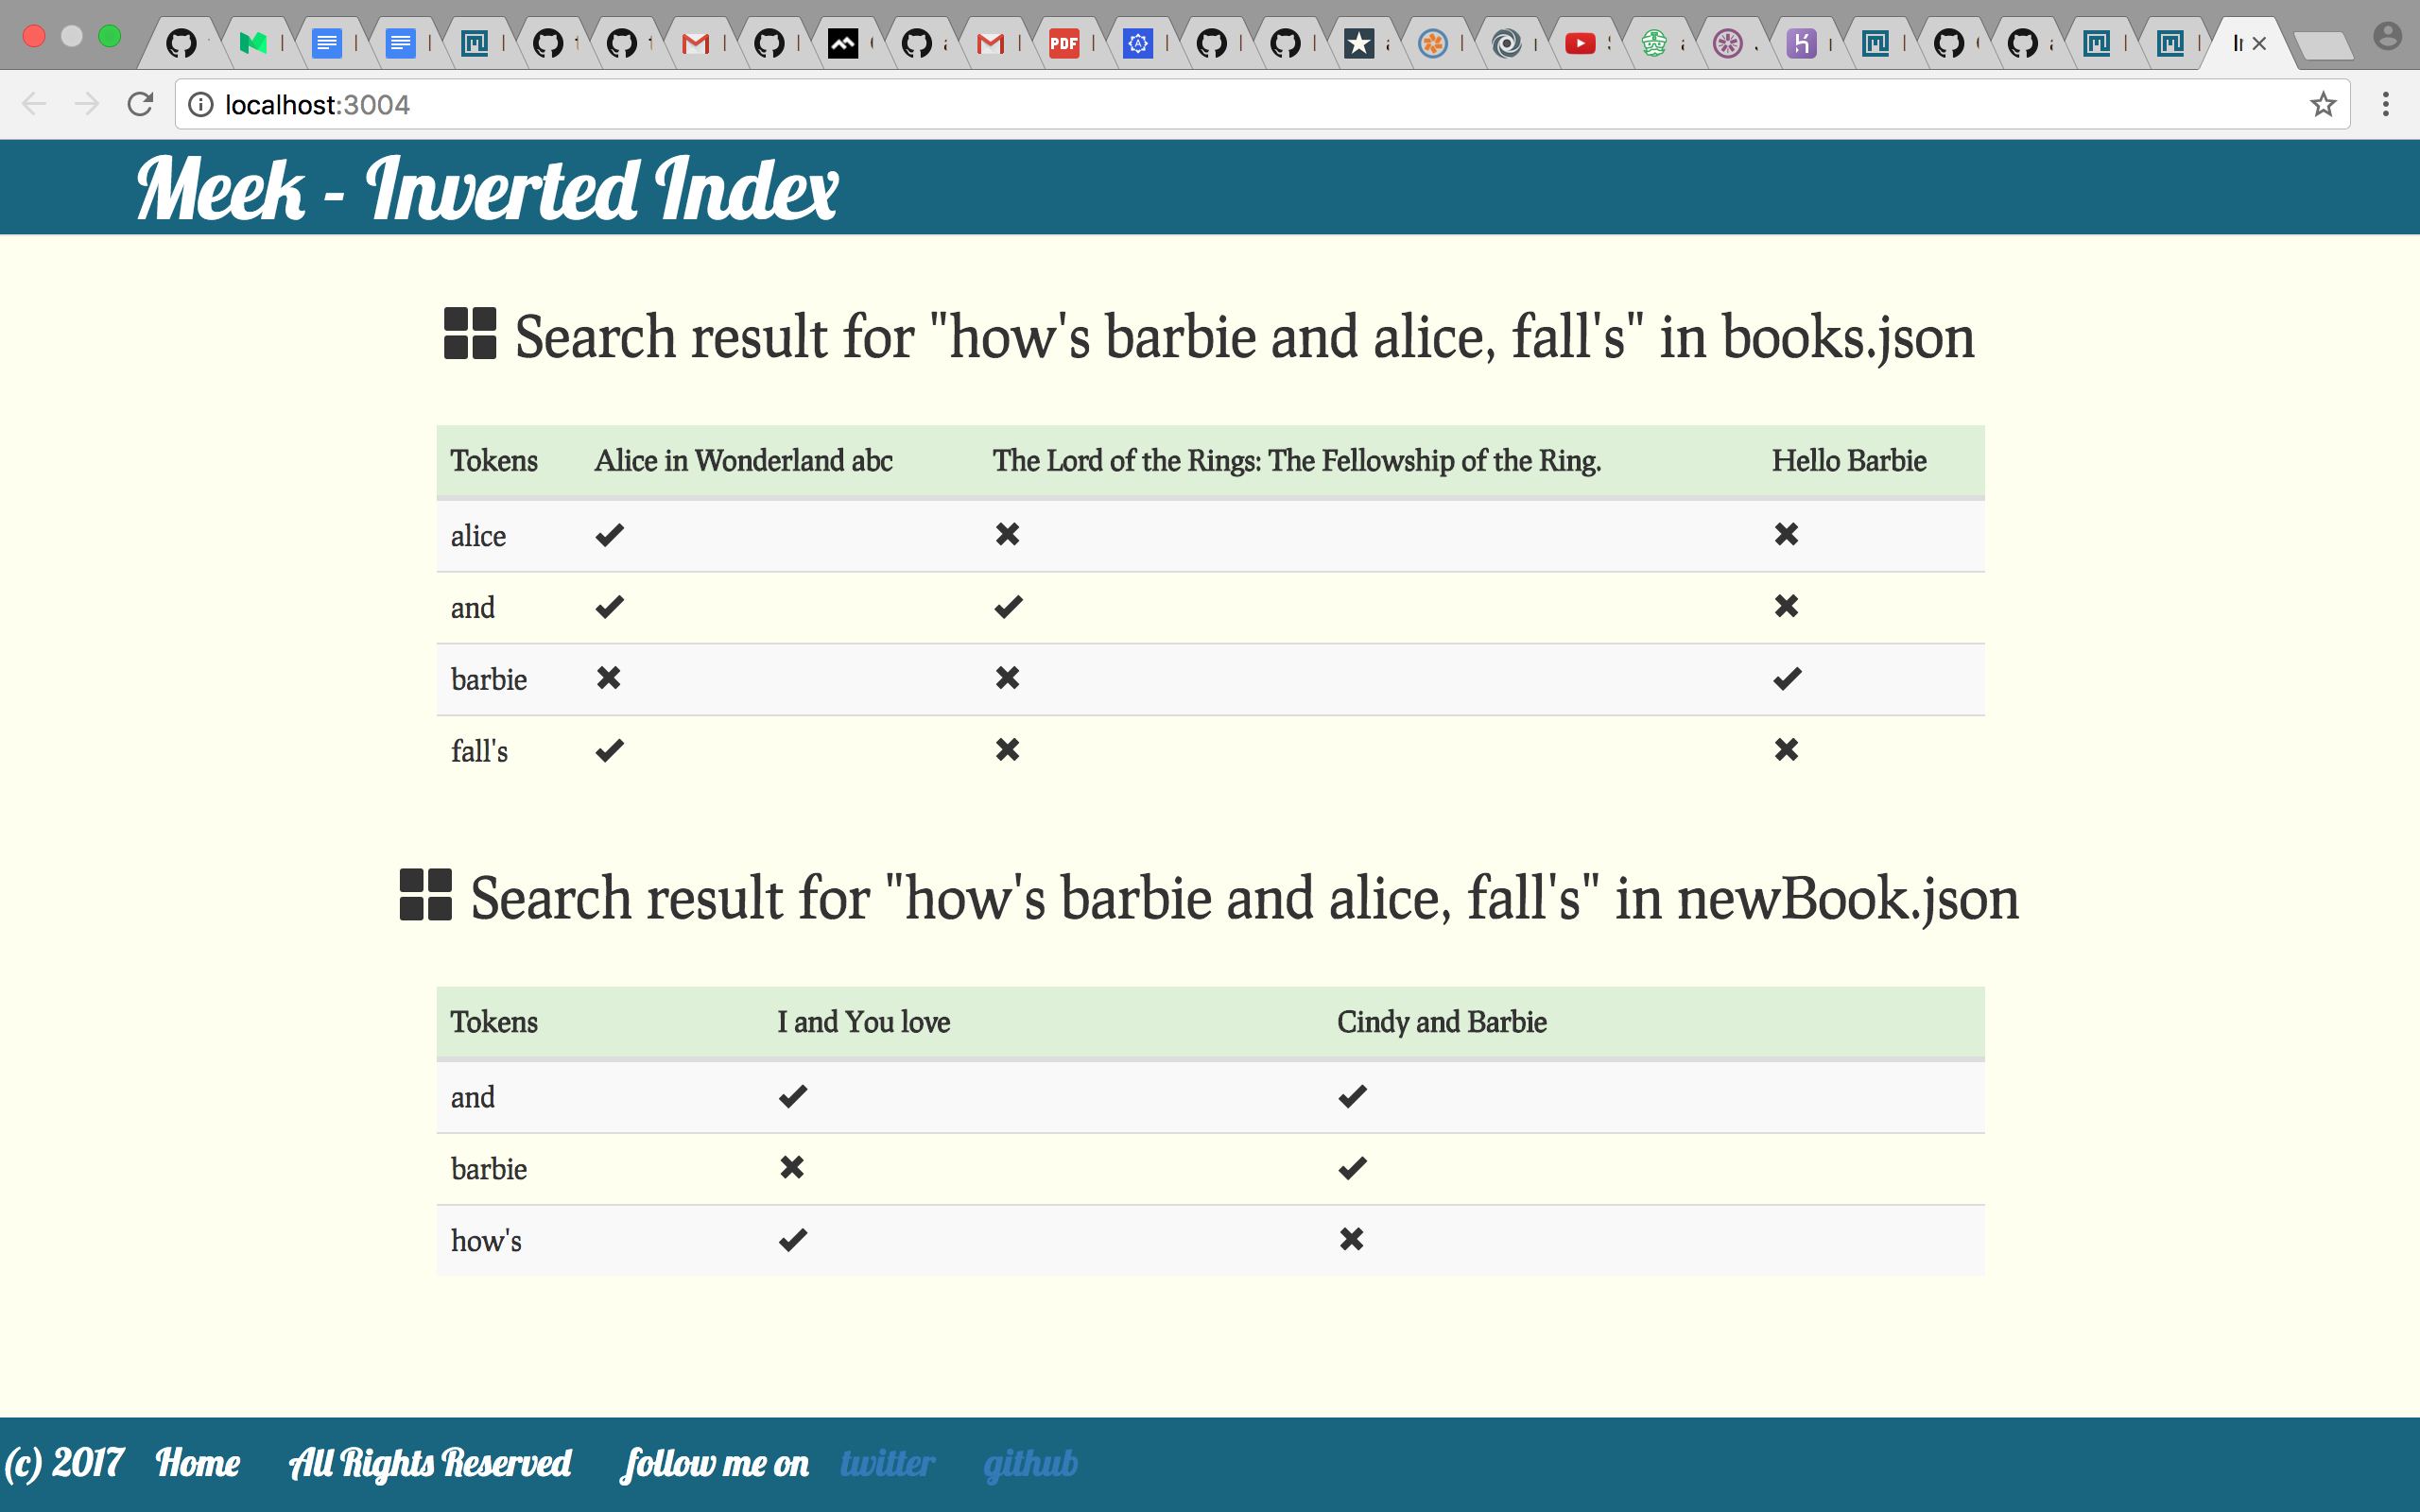 localhost:3004
Meek - Inverted Index
Search result for "how's barbie and alice, fall's" in books.json
Tokens Alice in Wonderland abc The Lord of the Rings: The Fellowship of the Ring. Hello Barbie
alice
and
barbie
fall's
Search result for "how's barbie and alice, fall's" in newBook.json
Tokens I and You love Cindy and Barbie
and
barbie
how's
(c) 2017 Home All Rights Reserved follow me on twitter github